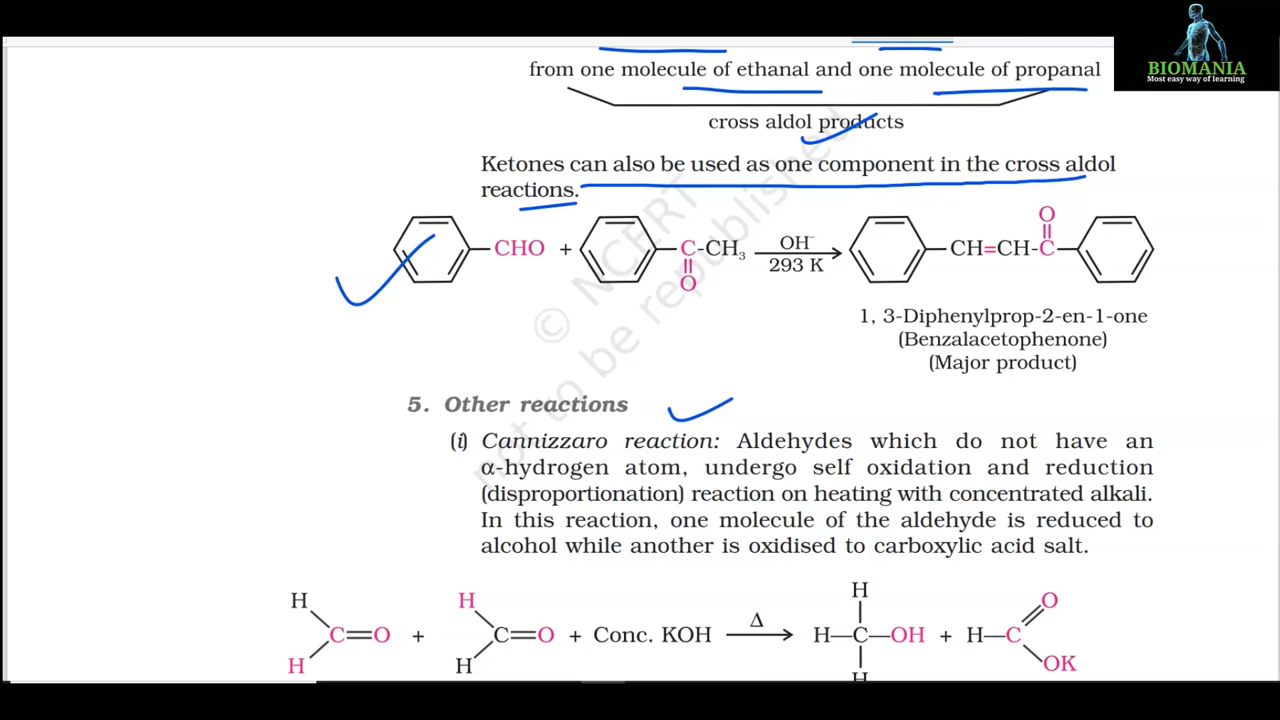 BIOMANIA
Most easy way of learning
from one molecule of ethanal and one molecule of propanal
cross aldol products
Ketones can also be used as one component in the cross aldol
reactions.
CHO + C-CH₃ OH⁻ CH=CH-C O
O 293 K
1, 3-Diphenylprop-2-en-1-one
(Benzalacetophenone)
(Major product)
© NCERT
not to be republished
5. Other reactions
(i) Cannizzaro reaction: Aldehydes which do not have an
α-hydrogen atom, undergo self oxidation and reduction
(disproportionation) reaction on heating with concentrated alkali.
In this reaction, one molecule of the aldehyde is reduced to
alcohol while another is oxidised to carboxylic acid salt.
H H H O
C=O + C=O + Conc. KOH Δ H—C—OH + H—C
H H H OK